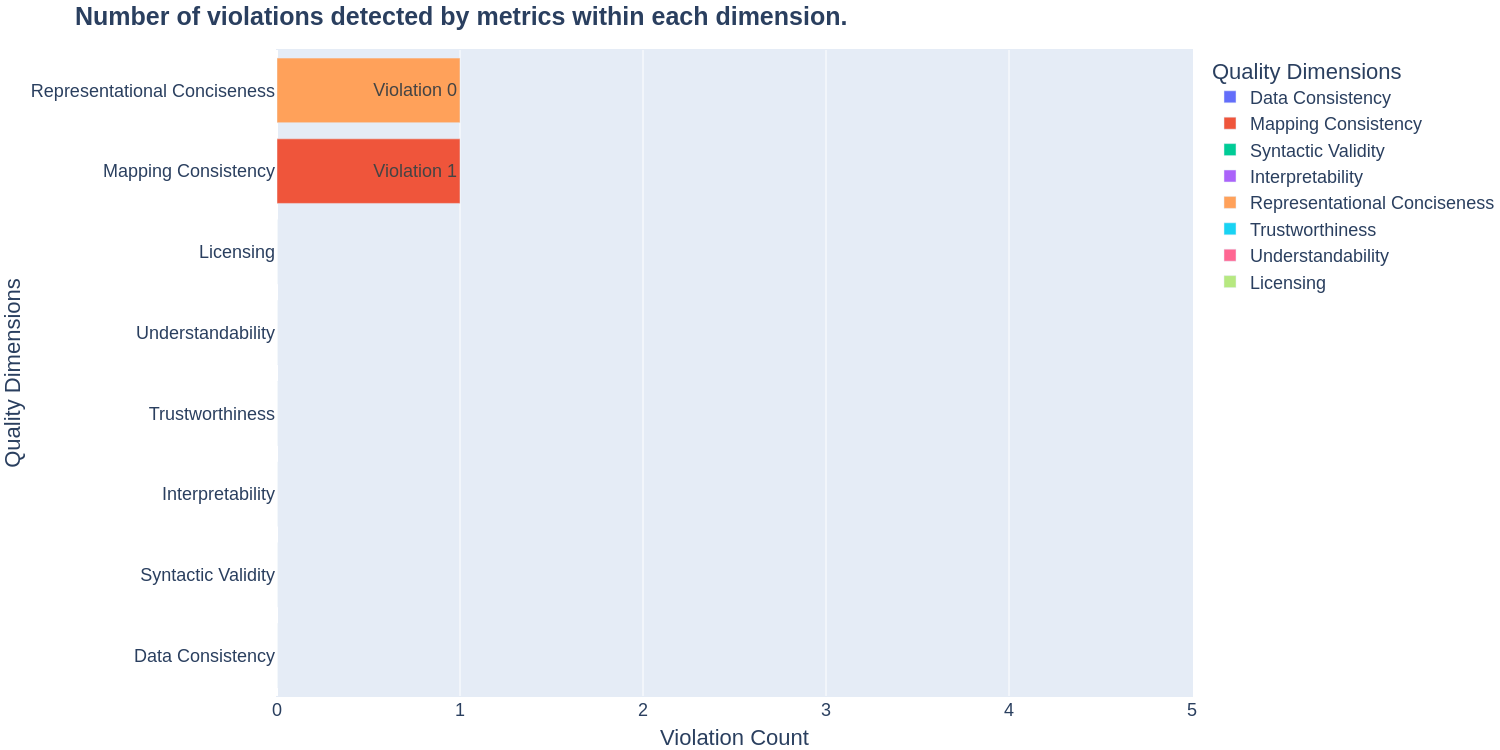 Number of violations detected by metrics within each dimension.
Quality Dimensions
Representational Conciseness
Violation 0
Mapping Consistency
Violation 1
Licensing
Understandability
Trustworthiness
Interpretability
Syntactic Validity
Data Consistency
0 1 2 3 4 5
Violation Count
Quality Dimensions
Data Consistency
Mapping Consistency
Syntactic Validity
Interpretability
Representational Conciseness
Trustworthiness
Understandability
Licensing